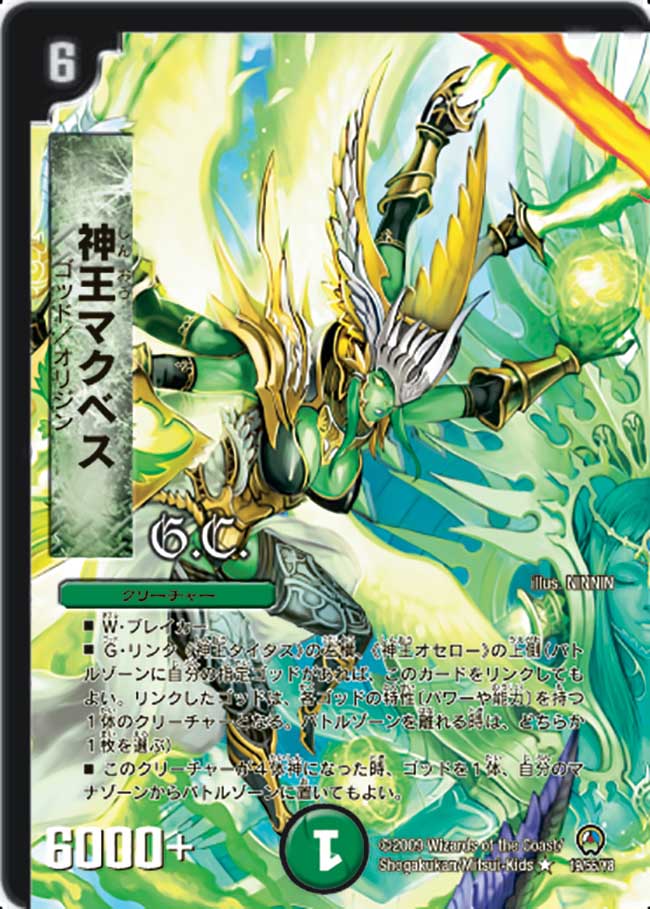 6
神王マクベス
しん おう
／ゴッド／オリジン
G.C.
illus. NINNIN
クリーチャー
■ W・ブレイカー
■ G・リンク《神王タイタス》の左横、《神王オセロー》の上側(バト
ルゾーンに自分の指定ゴッドがあれば、このカードをリンクしても
よい。リンクしたゴッドは、各ゴッドの特性(パワーや能力)を持つ
1体のクリーチャーとなる。バトルゾーンを離れる時は、どちらか
1枚を選ぶ)
■ このクリーチャーが4体神になった時、ゴッドを1体、自分のマ
ナゾーンからバトルゾーンに置いてもよい。
6000+
1
©2009 Wizards of the Coast/
Shogakukan/Mitsui-Kids ★
19/55/Y8